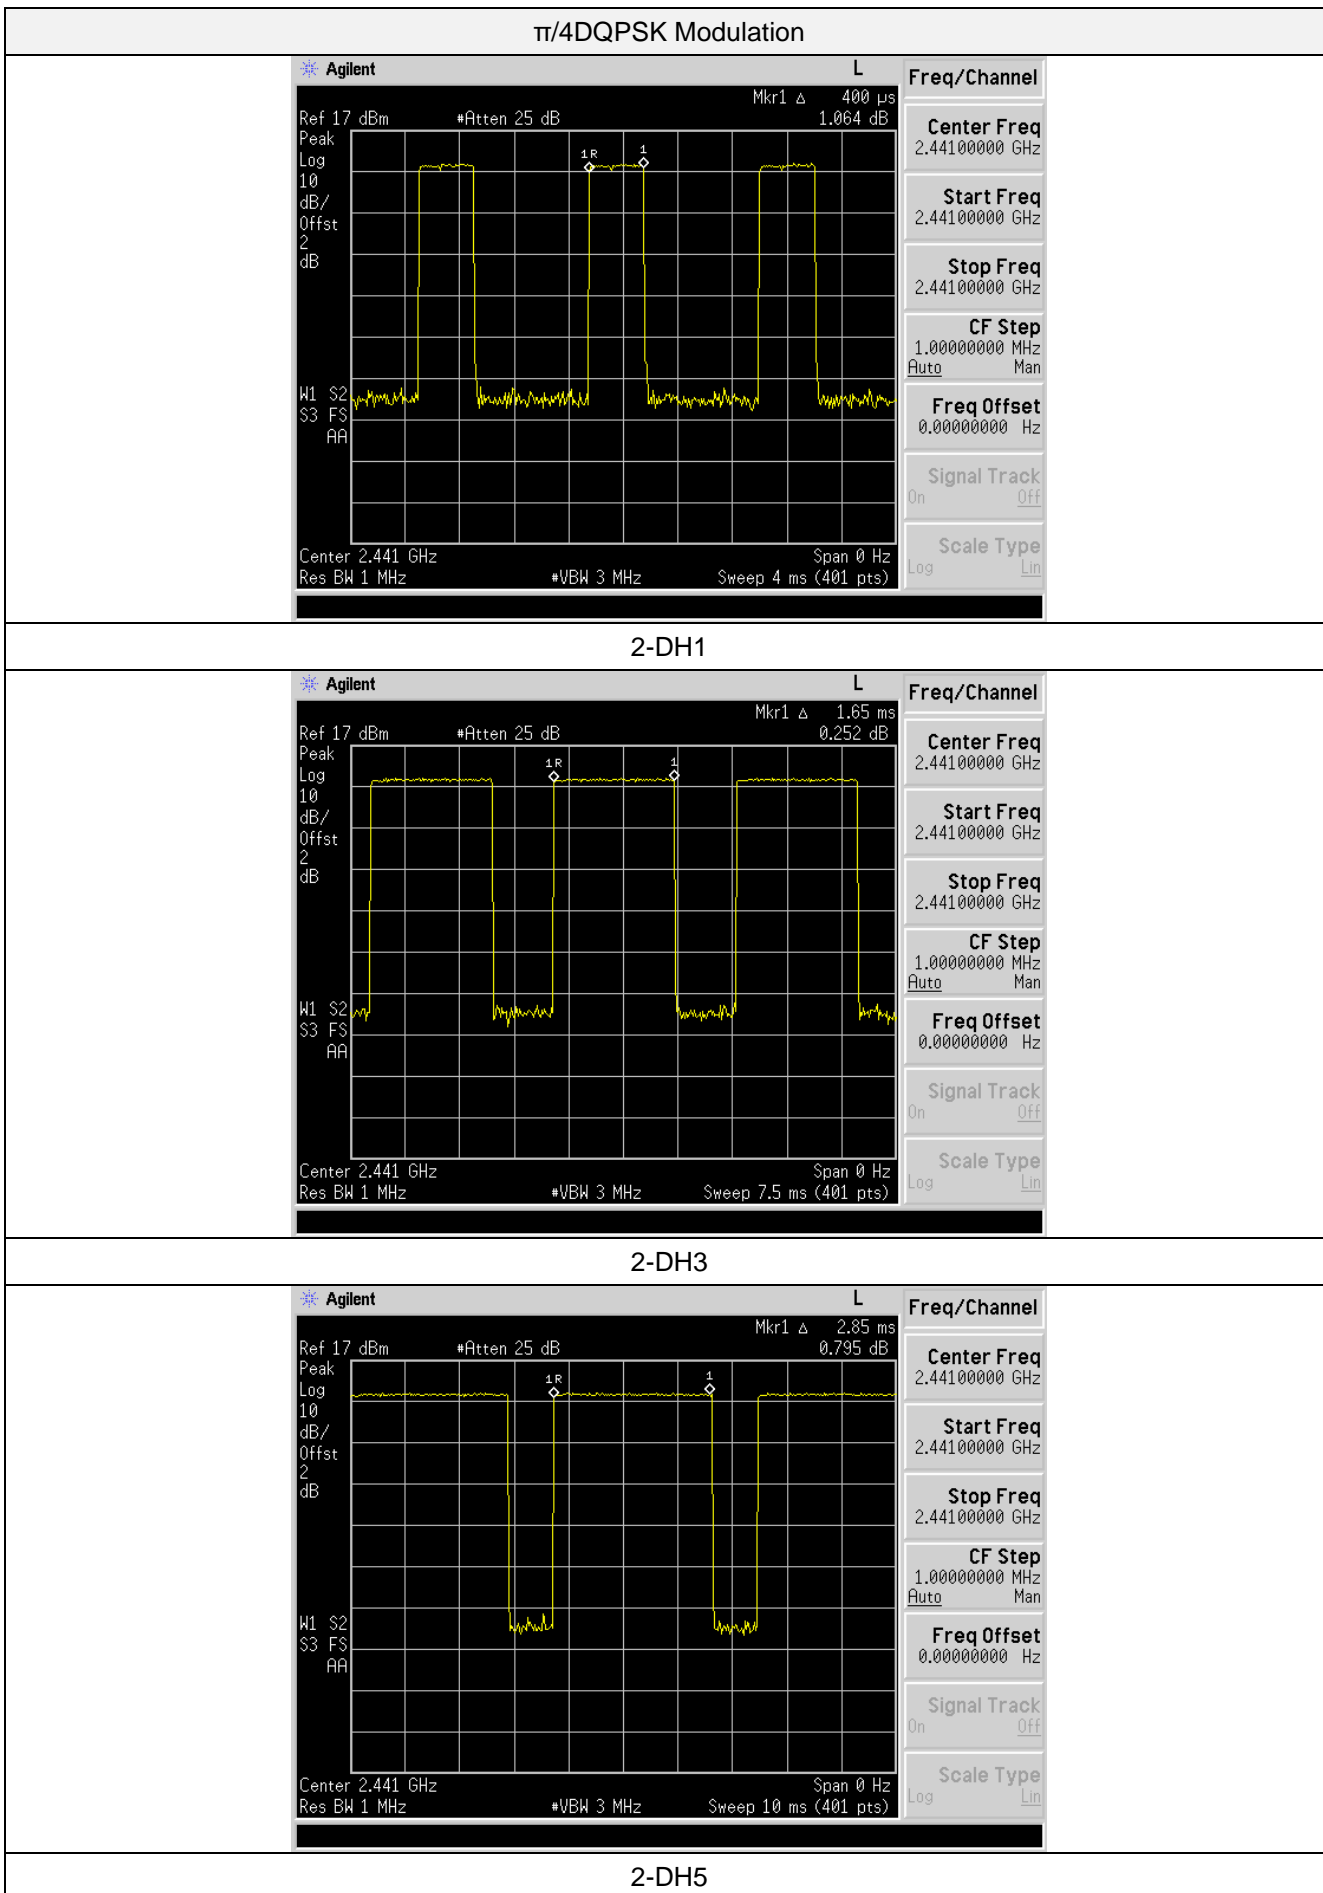 π/4DQPSK Modulation
Agilent L
Freq/Channel
Mkr1 Δ 400 µs
Ref 17 dBm #Atten 25 dB 1.064 dB
Peak
Log
10
dB/
Offst
2
dB
1R 1
W1 S2
S3 FS
AA
Center 2.441 GHz Span 0 Hz
Res BW 1 MHz #VBW 3 MHz Sweep 4 ms (401 pts)
Center Freq
2.44100000 GHz
Start Freq
2.44100000 GHz
Stop Freq
2.44100000 GHz
CF Step
1.00000000 MHz
Auto Man
Freq Offset
0.00000000 Hz
Signal Track
On Off
Scale Type
Log Lin
2-DH1
Agilent L
Freq/Channel
Mkr1 Δ 1.65 ms
Ref 17 dBm #Atten 25 dB 0.252 dB
Peak
Log
10
dB/
Offst
2
dB
1R 1
W1 S2
S3 FS
AA
Center 2.441 GHz Span 0 Hz
Res BW 1 MHz #VBW 3 MHz Sweep 7.5 ms (401 pts)
Center Freq
2.44100000 GHz
Start Freq
2.44100000 GHz
Stop Freq
2.44100000 GHz
CF Step
1.00000000 MHz
Auto Man
Freq Offset
0.00000000 Hz
Signal Track
On Off
Scale Type
Log Lin
2-DH3
Agilent L
Freq/Channel
Mkr1 Δ 2.85 ms
Ref 17 dBm #Atten 25 dB 0.795 dB
Peak
Log
10
dB/
Offst
2
dB
1R 1
W1 S2
S3 FS
AA
Center 2.441 GHz Span 0 Hz
Res BW 1 MHz #VBW 3 MHz Sweep 10 ms (401 pts)
Center Freq
2.44100000 GHz
Start Freq
2.44100000 GHz
Stop Freq
2.44100000 GHz
CF Step
1.00000000 MHz
Auto Man
Freq Offset
0.00000000 Hz
Signal Track
On Off
Scale Type
Log Lin
2-DH5